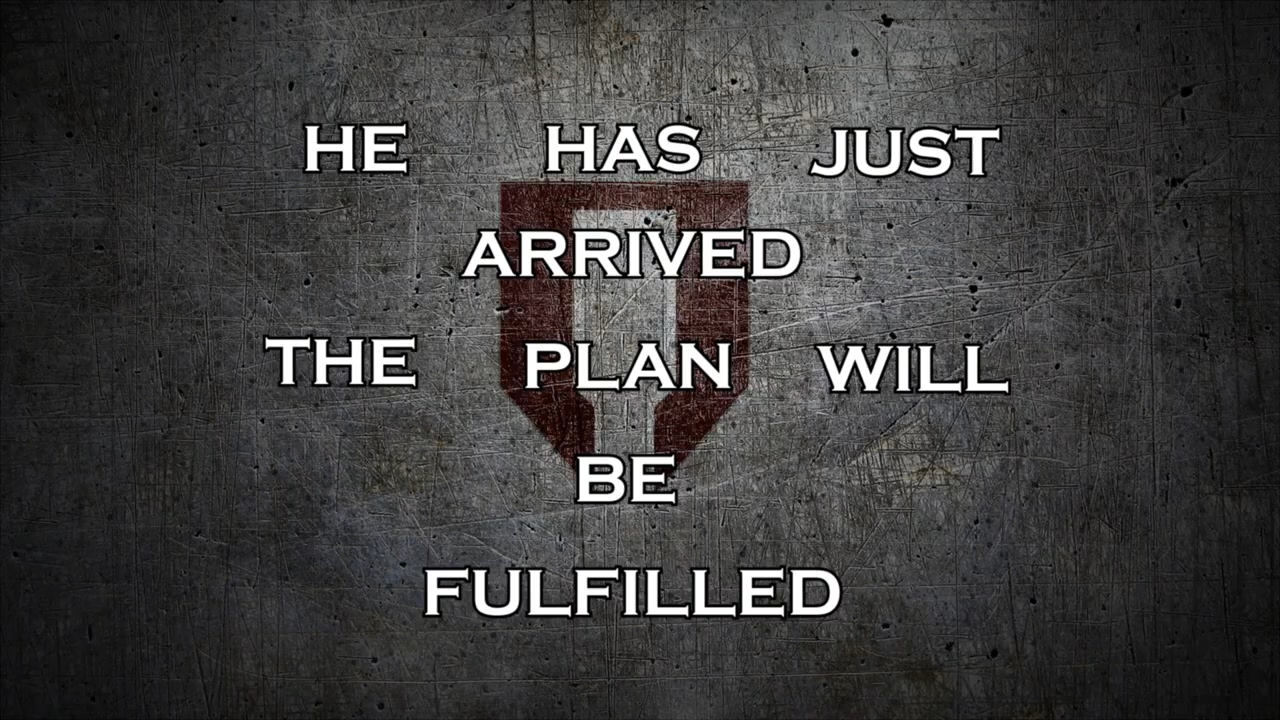 HE HAS JUST
ARRIVED
THE PLAN WILL
BE
FULFILLED